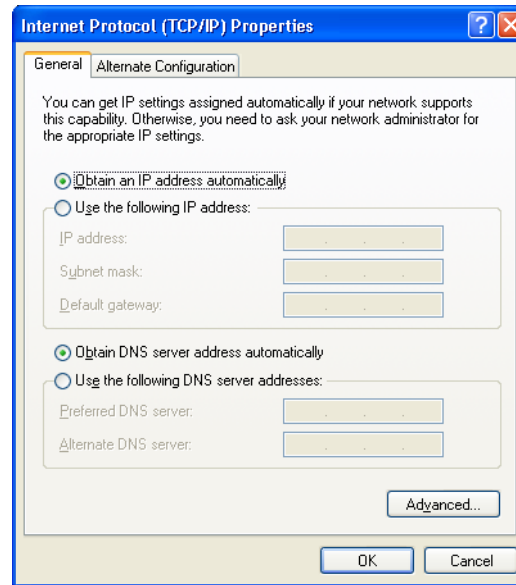 Internet Protocol (TCP/IP) Properties
General
Alternate Configuration
You can get IP settings assigned automatically if your network supports
this capability. Otherwise, you need to ask your network administrator for
the appropriate IP settings.
Obtain an IP address automatically
Use the following IP address:
IP address:
Subnet mask:
Default gateway:
Obtain DNS server address automatically
Use the following DNS server addresses:
Preferred DNS server:
Alternate DNS server:
Advanced...
OK
Cancel